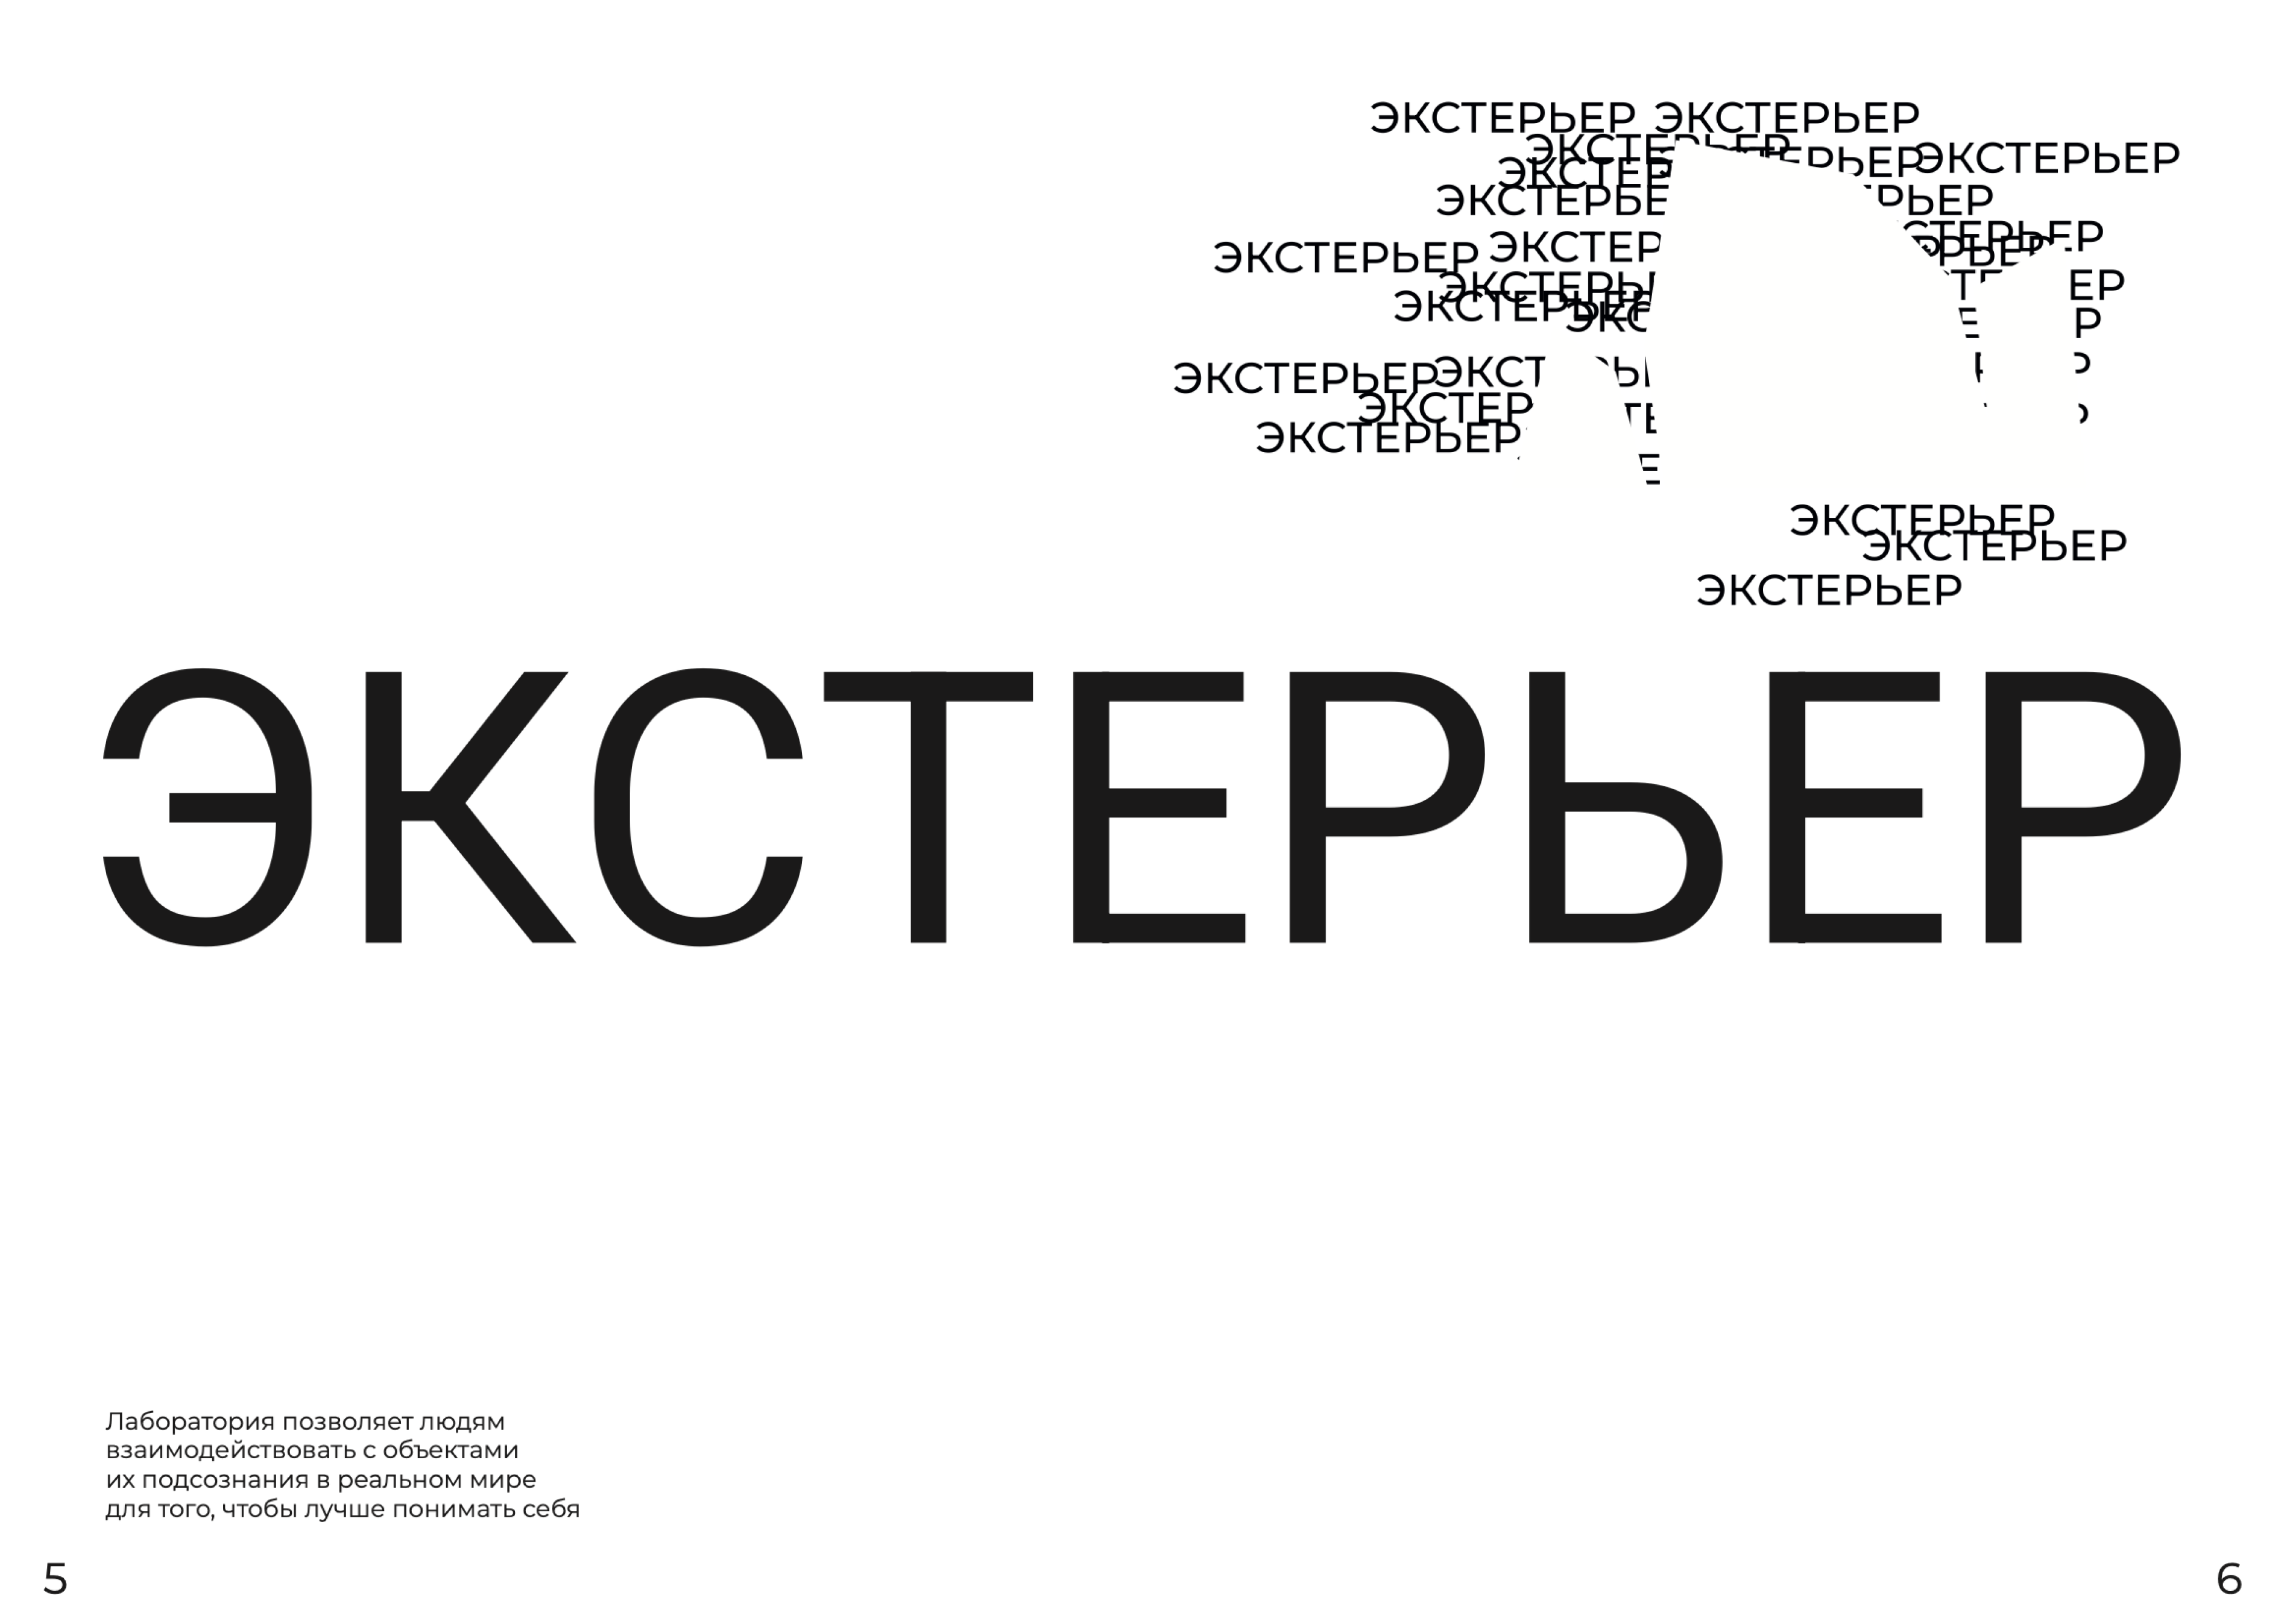 ЭКСТЕРЬЕР ЭКСТЕРЬЕР
ЭКСТЕРЬЕР
ЭКСТЕРЬЕР
ЭКСТЕРЬЕР
ЭКСТЕРЬЕР
ЭКСТЕРЬЕР
ЭКСТЕРЬЕР
ЭКСТЕРЬЕР
ЭКСТЕРЬЕР
ЭКСТЕРЬЕР
ЭКСТЕРЬЕР
Лаборатория позволяет людям
взаимодействовать с объектами
их подсознания в реальном мире
для того, чтобы лучше понимать себя
5
6